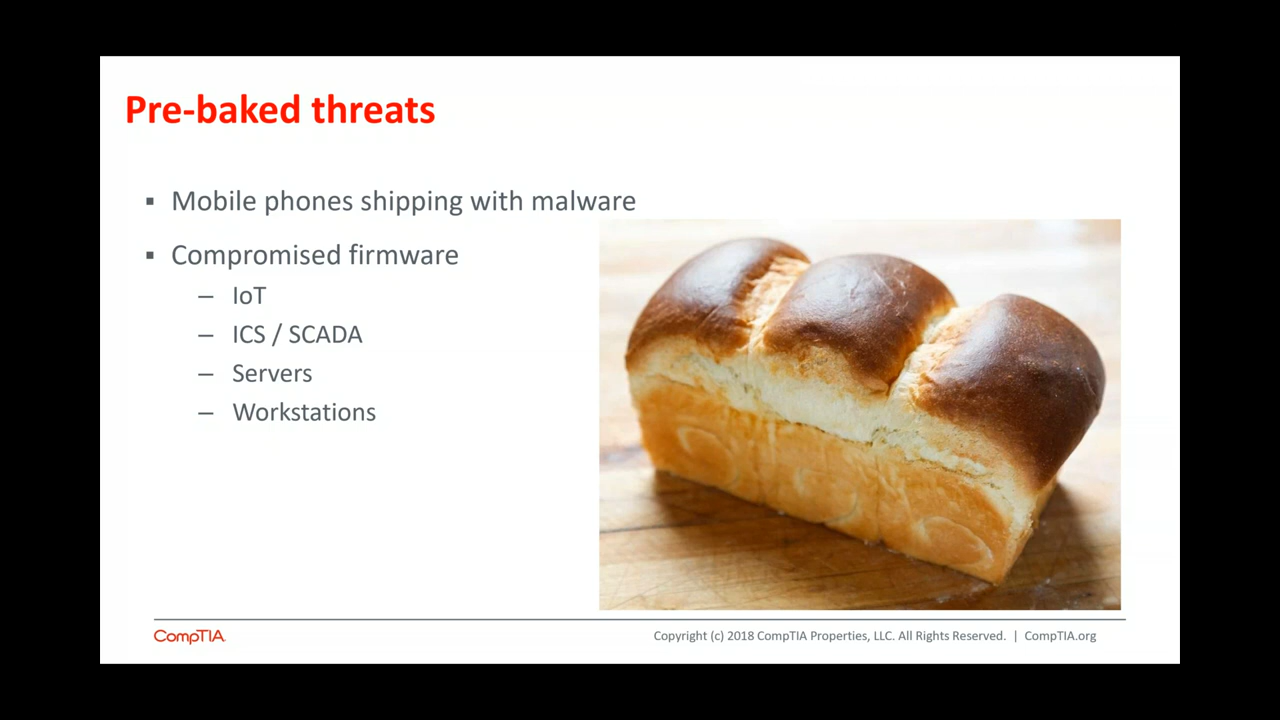 Pre-baked threats
▪ Mobile phones shipping with malware
▪ Compromised firmware
– IoT
– ICS / SCADA
– Servers
– Workstations
CompTIA.
Copyright (c) 2018 CompTIA Properties, LLC. All Rights Reserved. | CompTIA.org